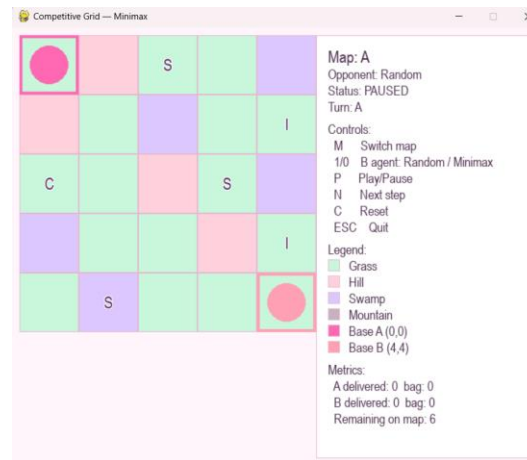 Competitive Grid — Minimax
S
I
C
S
I
S
Map: A
Opponent: Random
Status: PAUSED
Turn: A
Controls:
M Switch map
1/0 B agent: Random / Minimax
P Play/Pause
N Next step
C Reset
ESC Quit
Legend:
Grass
Hill
Swamp
Mountain
Base A (0,0)
Base B (4,4)
Metrics:
A delivered: 0 bag: 0
B delivered: 0 bag: 0
Remaining on map: 6